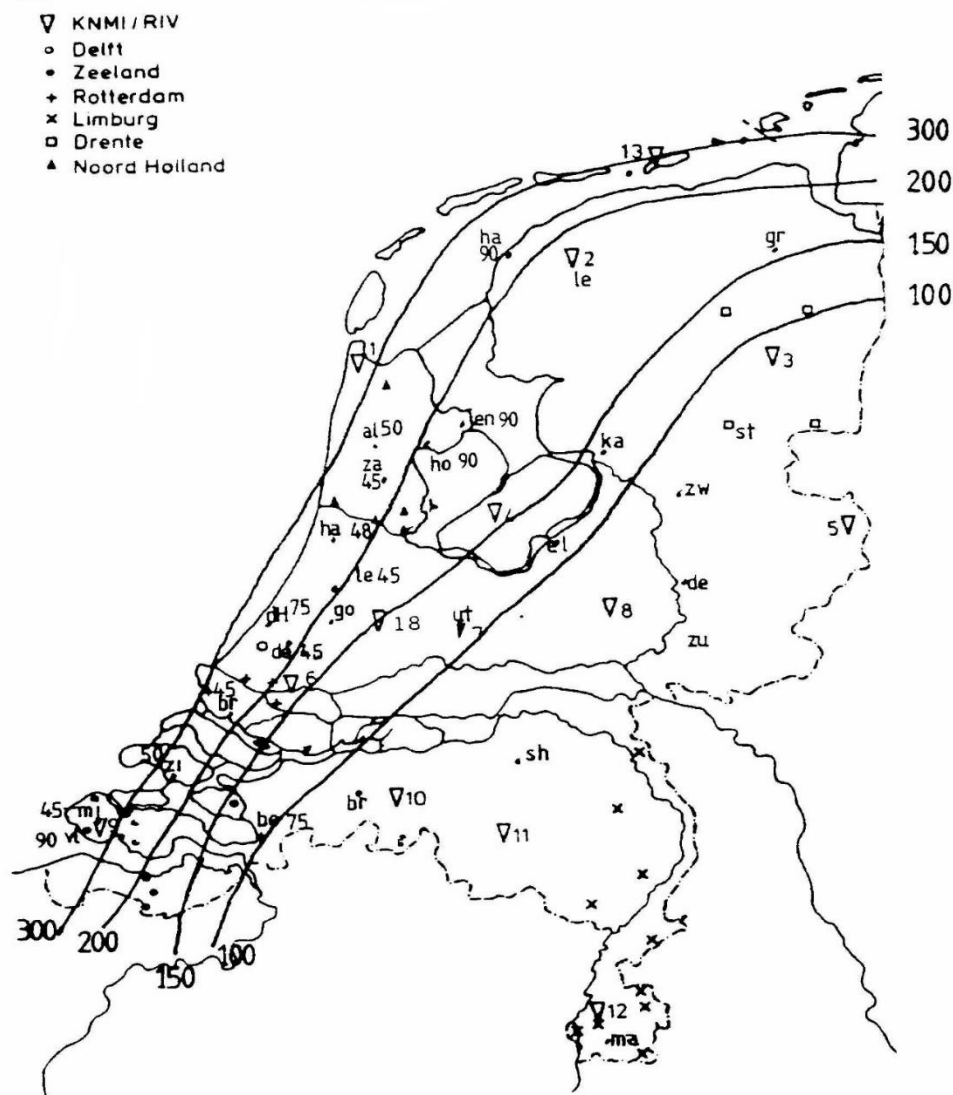 KNMI / RIV
Delft
Zeeland
Rotterdam
Limburg
Drente
Noord Holland
300
13
200
ha
90
gr
150
2
le
100
1
3
al 50
en 90
st
za
45
ho 90
ka
zw
5
ha 48
el
le 45
de
8
dH 75
go
18
ut
zu
de 45
6
45
br
50
zi
sh
45 mi
90 vl
9
be 75
br
10
11
300
200
150
100
12
ma